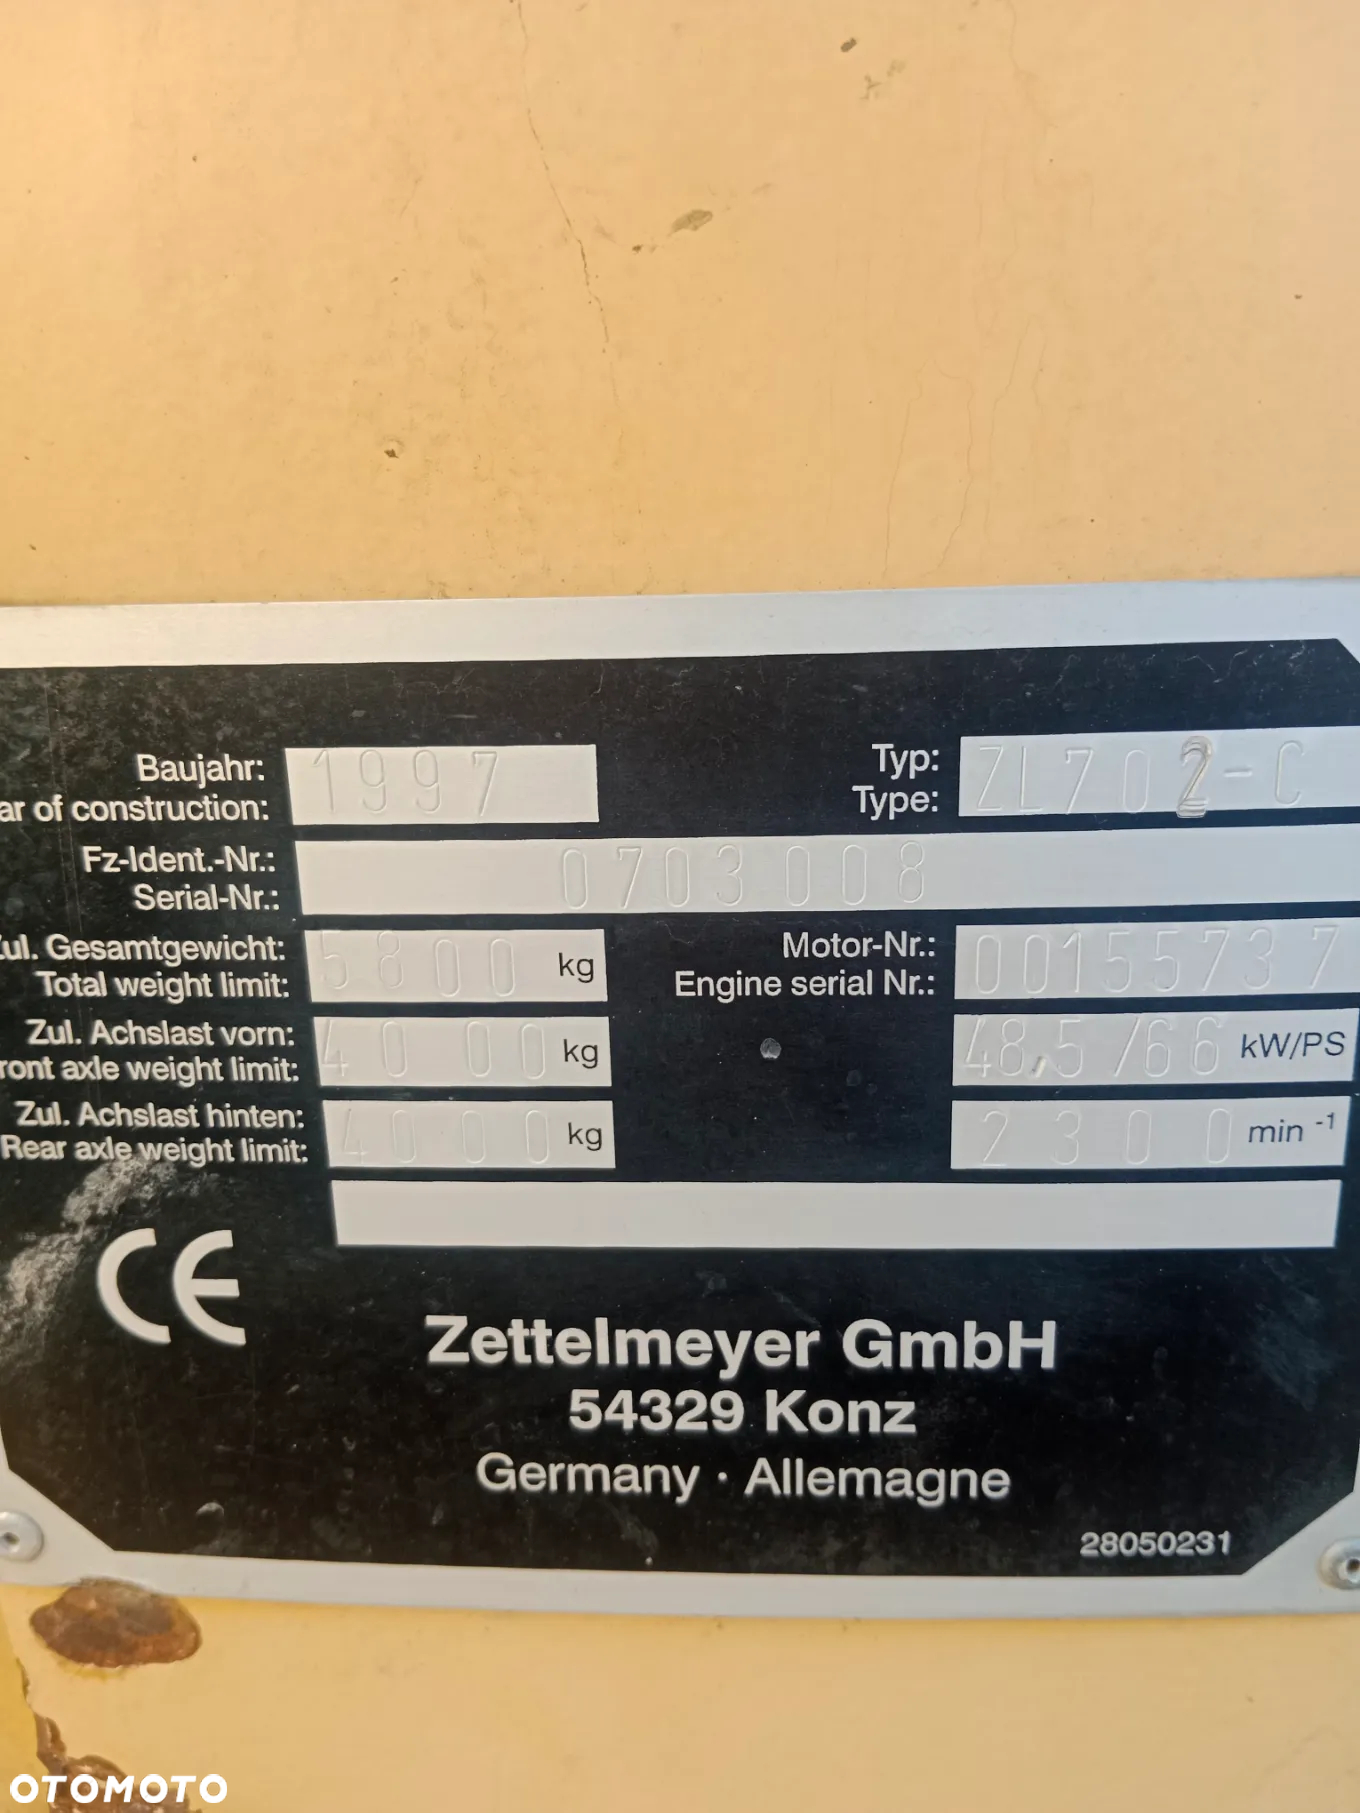 Baujahr: 1997 Typ: ZL702-C
ar of construction: Type:
Fz-Ident.-Nr.: 0703008
Serial-Nr.:
Zul. Gesamtgewicht: 5800 kg Motor-Nr.: 00155737
Total weight limit: Engine serial Nr.:
Zul. Achslast vorn: 4000 kg 48,5/66 kW/PS
ront axle weight limit:
Zul. Achslast hinten: 4000 kg 2300 min -1
Rear axle weight limit:
CE
Zettelmeyer GmbH
54329 Konz
Germany · Allemagne
28050231
OTOMOTO